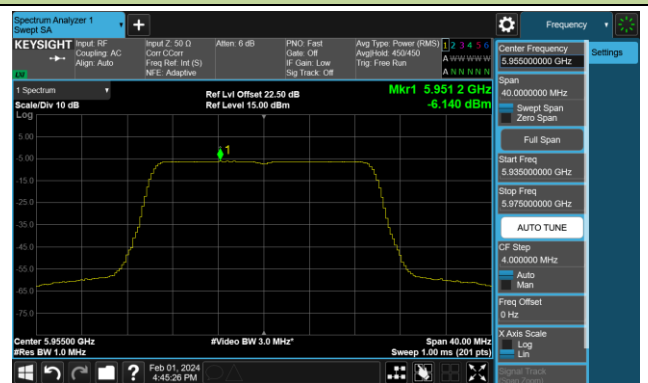 Spectrum Analyzer 1
Swept SA
+
Frequency
KEYSIGHT
Input: RF
Coupling: AC
Align: Auto
Input Z: 50 Ω
Corr CCorr
Freq Ref: Int (S)
NFE: Adaptive
Atten: 6 dB
PNO: Fast
Gate: Off
IF Gain: Low
Sig Track: Off
Avg Type: Power (RMS)
Avg|Hold: 450/450
Trig: Free Run
1 2 3 4 5 6
A W W W W W
A N N N N N
Center Frequency
5.955000000 GHz
Settings
Span
40.0000000 MHz
Swept Span
Zero Span
Full Span
Start Freq
5.935000000 GHz
Stop Freq
5.975000000 GHz
AUTO TUNE
CF Step
4.000000 MHz
Auto
Man
Freq Offset
0 Hz
X Axis Scale
Log
Lin
Signal Track
1 Spectrum
Scale/Div 10 dB
Log
Ref Lvl Offset 22.50 dB
Ref Level 15.00 dBm
Mkr1 5.951 2 GHz
-6.140 dBm
1
5.00
-5.00
-15.0
-25.0
-35.0
-45.0
-55.0
-65.0
-75.0
Center 5.95500 GHz
#Res BW 1.0 MHz
#Video BW 3.0 MHz*
Span 40.00 MHz
Sweep 1.00 ms (201 pts)
?
Feb 01, 2024
4:45:26 PM